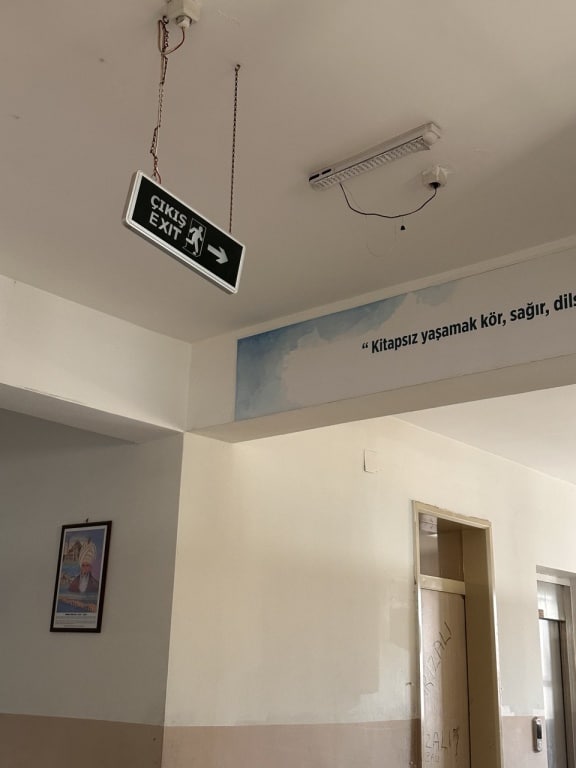 ÇIKIŞ
EXIT
“ Kitapsız yaşamak kör, sağır, dils